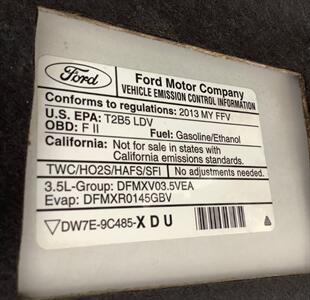 Ford
Ford Motor Company
VEHICLE EMISSION CONTROL INFORMATION
Conforms to regulations: 2013 MY FFV
U.S. EPA: T2B5 LDV
OBD: F II Fuel: Gasoline/Ethanol
California: Not for sale in states with
California emissions standards.
TWC/HO2S/HAFS/SFI No adjustments needed.
3.5L-Group: DFMXV03.5VEA
Evap: DFMXR0145GBV
DW7E-9C485-XDU